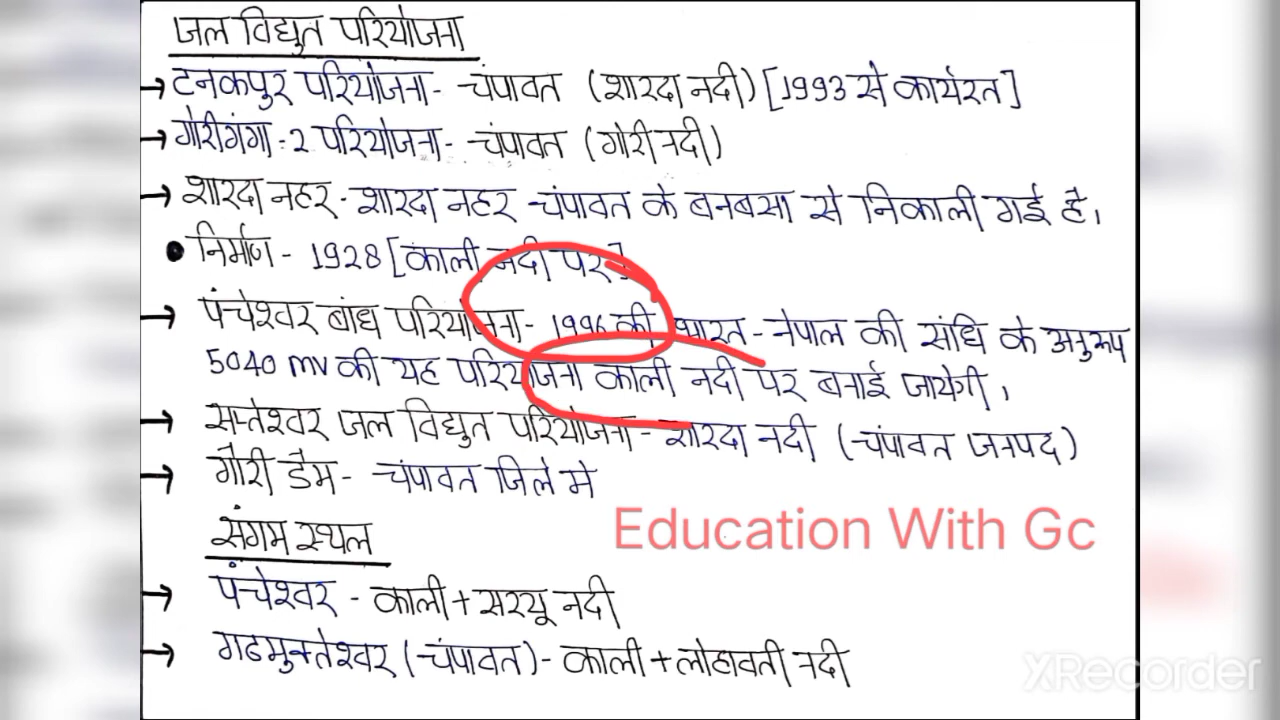 जल विद्युत परियोजना
→ टनकपुर परियोजना - चंपावत (शारदा नदी) [1993 से कार्यरत]
→ गोरीगंगा - 2 परियोजना - चंपावत (गोरी नदी)
→ शारदा नहर - शारदा नहर चंपावत के बनबसा से निकाली गई है।
• निर्माण - 1928 [काली नदी पर]
→ पंचेश्वर बांध परियोजना - 1996 की भारत - नेपाल की संधि के अनुरूप
5040 mv की यह परियोजना काली नदी पर बनाई जायेगी।
→ सप्तेश्वर जल विद्युत परियोजना - शारदा नदी (चंपावत जनपद)
→ गौरी डैम - चंपावत जिले मे
Education With Gc
संगम स्थल
→ पंचेश्वर - काली + सरयू नदी
→ गढमुक्तेश्वर (चंपावत) - काली + लोहावती नदी
XRecorder